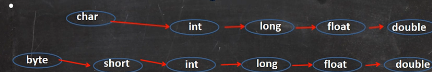 char int long float double
byte short int long float double